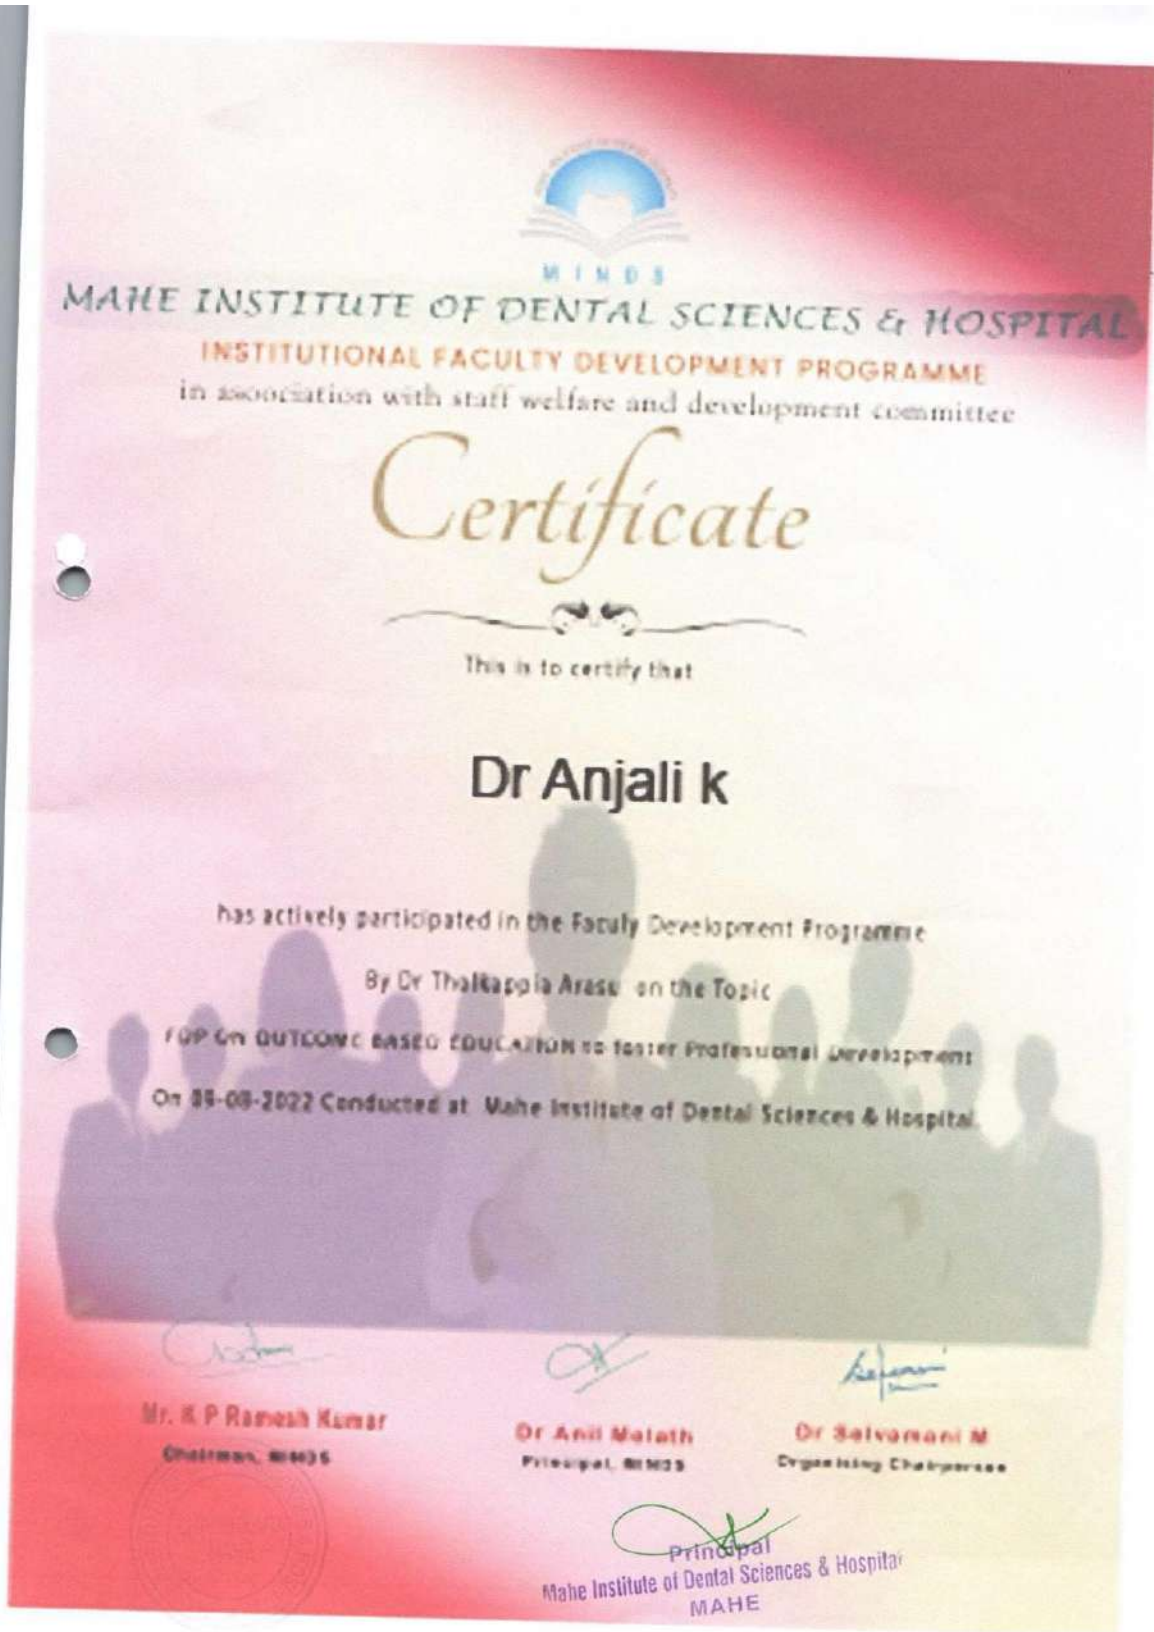 MINDS
MAHE INSTITUTE OF DENTAL SCIENCES & HOSPITAL
INSTITUTIONAL FACULTY DEVELOPMENT PROGRAMME
in association with staff welfare and development committee
Certificate
This is to certify that
Dr Anjali k
has actively participated in the Faculy Development Programme
By Dr Arasu on the Topic
FDP On OUTCOME BASED EDUCATION to foster Professional Development
On Conducted at Mahe Institute of Dental Sciences & Hospital.
Mr. K P Ramesh Kumar
Dr Anil Melath
Dr Selvamani M
Chairman, MINDS
Principal, MINDS
Organising Chairperson
Principal
Mahe Institute of Dental Sciences & Hospital
MAHE